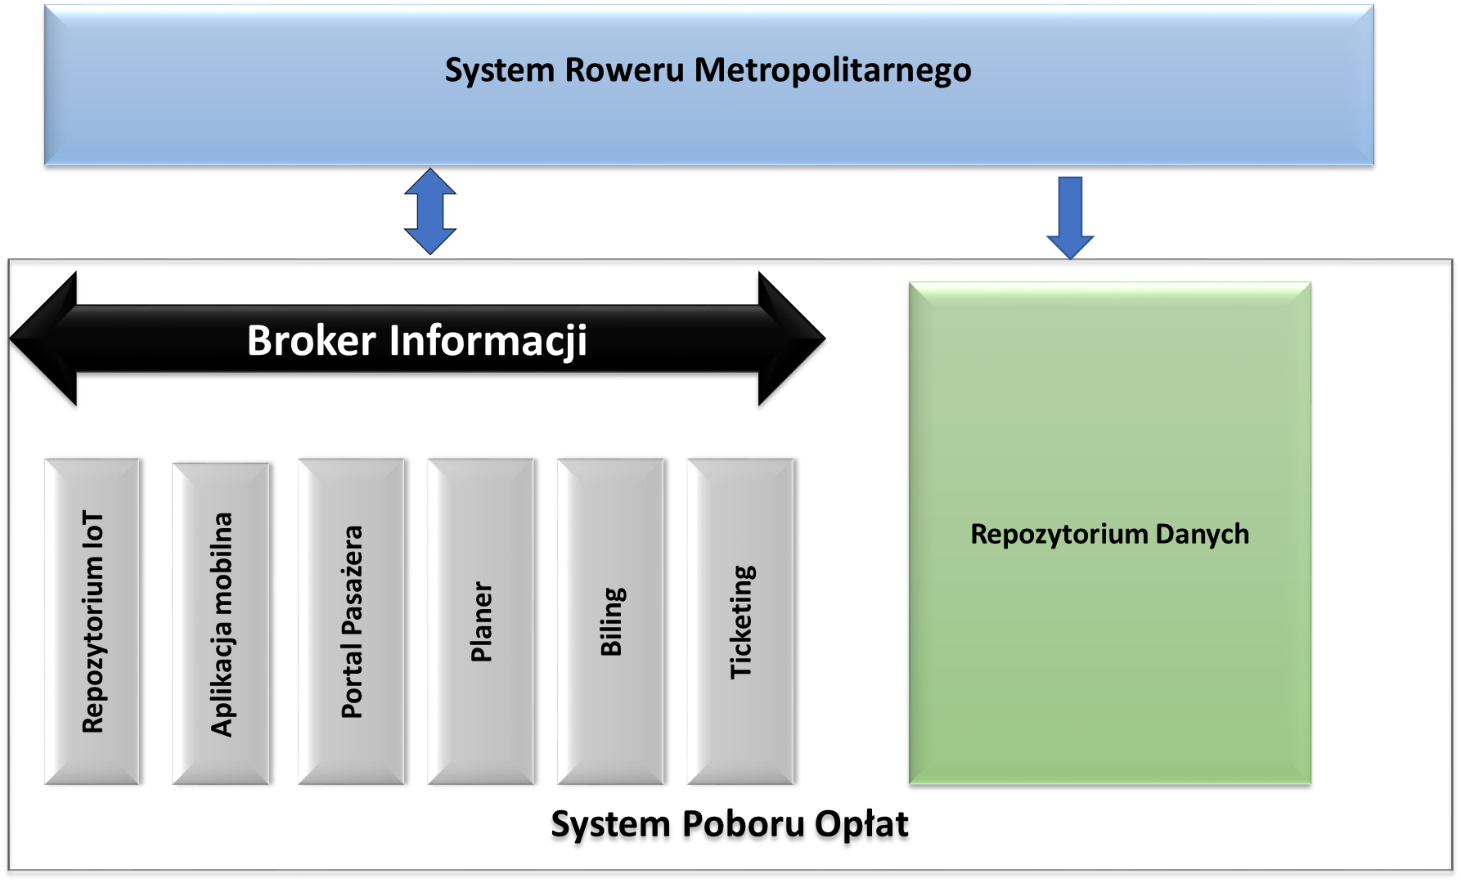 System Roweru Metropolitarnego
Broker Informacji
Repozytorium IoT
Aplikacja mobilna
Portal Pasażera
Planer
Biling
Ticketing
Repozytorium Danych
System Poboru Opłat